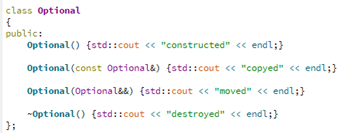 class Optional
{
public:
Optional() {std::cout << "constructed" << endl;}
Optional(const Optional&) {std::cout << "copyed" << endl;}
Optional(Optional&&) {std::cout << "moved" << endl;}
~Optional() {std::cout << "destroyed" << endl;}
};